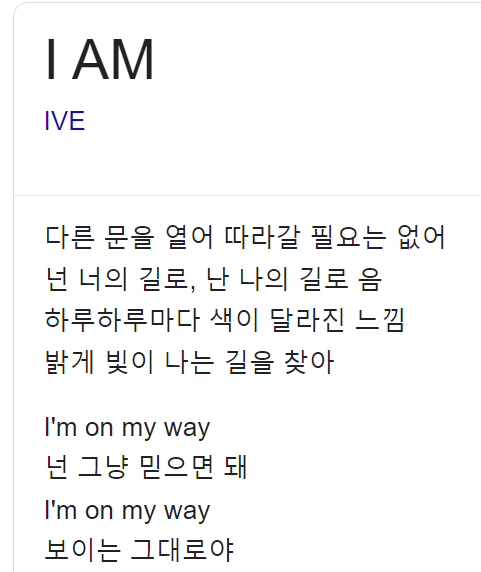 I AM
IVE
다른 문을 열어 따라갈 필요는 없어
넌 너의 길로, 난 나의 길로 음
하루하루마다 색이 달라진 느낌
밝게 빛이 나는 길을 찾아
I'm on my way
넌 그냥 믿으면 돼
I'm on my way
보이는 그대로야